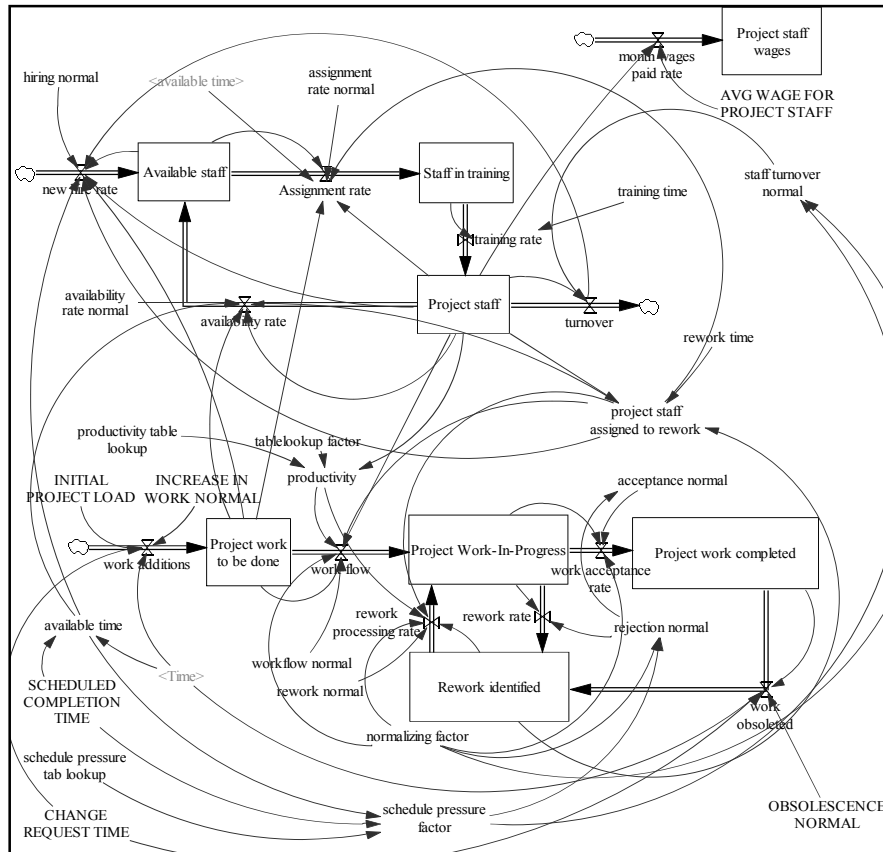 Project staff
wages
month wages
paid rate
hiring normal
<available time>
assignment
rate normal
AVG WAGE FOR
PROJECT STAFF
Available staff
Staff in training
new hire rate
Assignment rate
staff turnover
normal
training time
training rate
availability
rate normal
Project staff
availability rate
turnover
rework time
project staff
assigned to rework
productivity table
lookup
tablelookup factor
productivity
INITIAL
PROJECT LOAD
INCREASE IN
WORK NORMAL
acceptance normal
Project work
to be done
Project Work-In-Progress
Project work completed
work additions
work flow
work acceptance
rate
rework
processing rate
rework rate
available time
rejection normal
workflow normal
<Time>
rework normal
Rework identified
SCHEDULED
COMPLETION
TIME
work
obsoleted
normalizing factor
schedule pressure
tab lookup
CHANGE
REQUEST TIME
schedule pressure
factor
OBSOLESCENCE
NORMAL